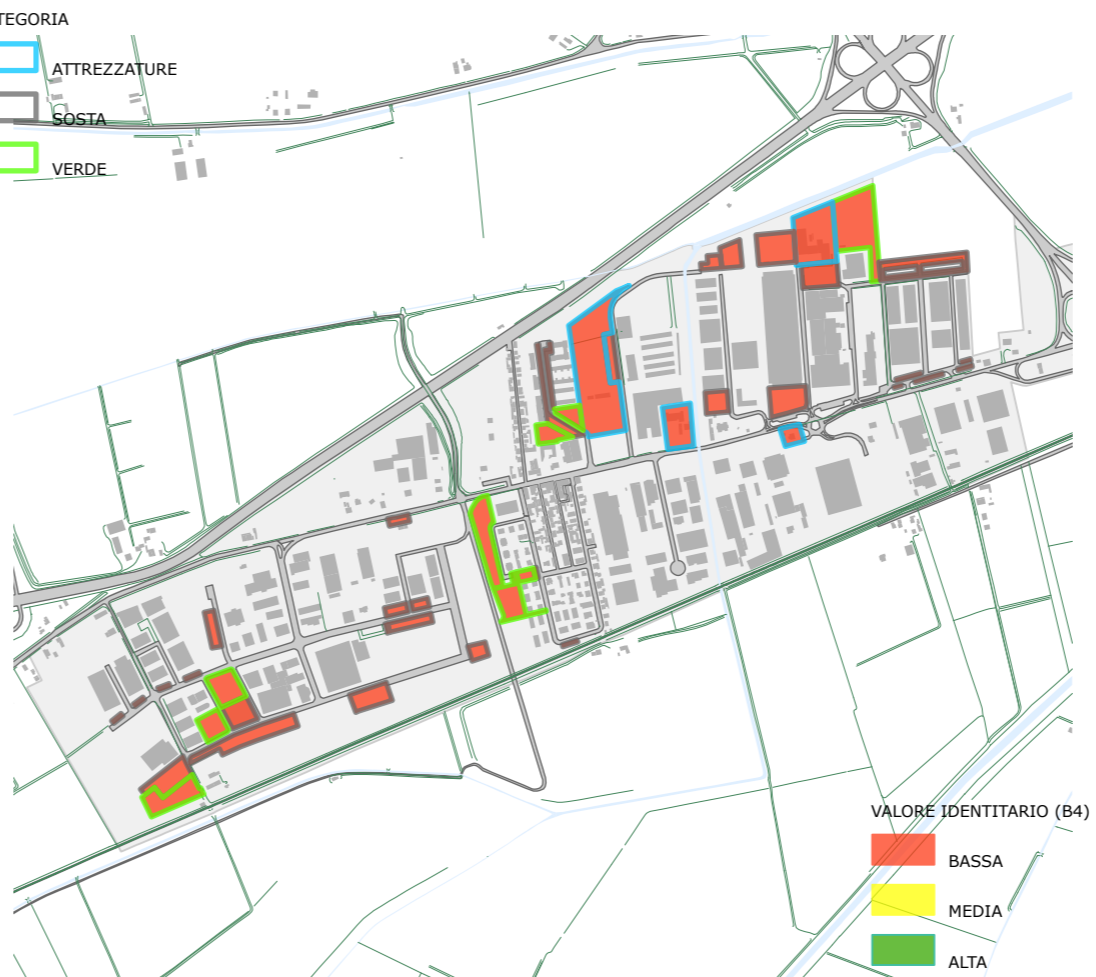 TEGORIA
ATTREZZATURE
SOSTA
VERDE
VALORE IDENTITARIO (B4)
BASSA
MEDIA
ALTA